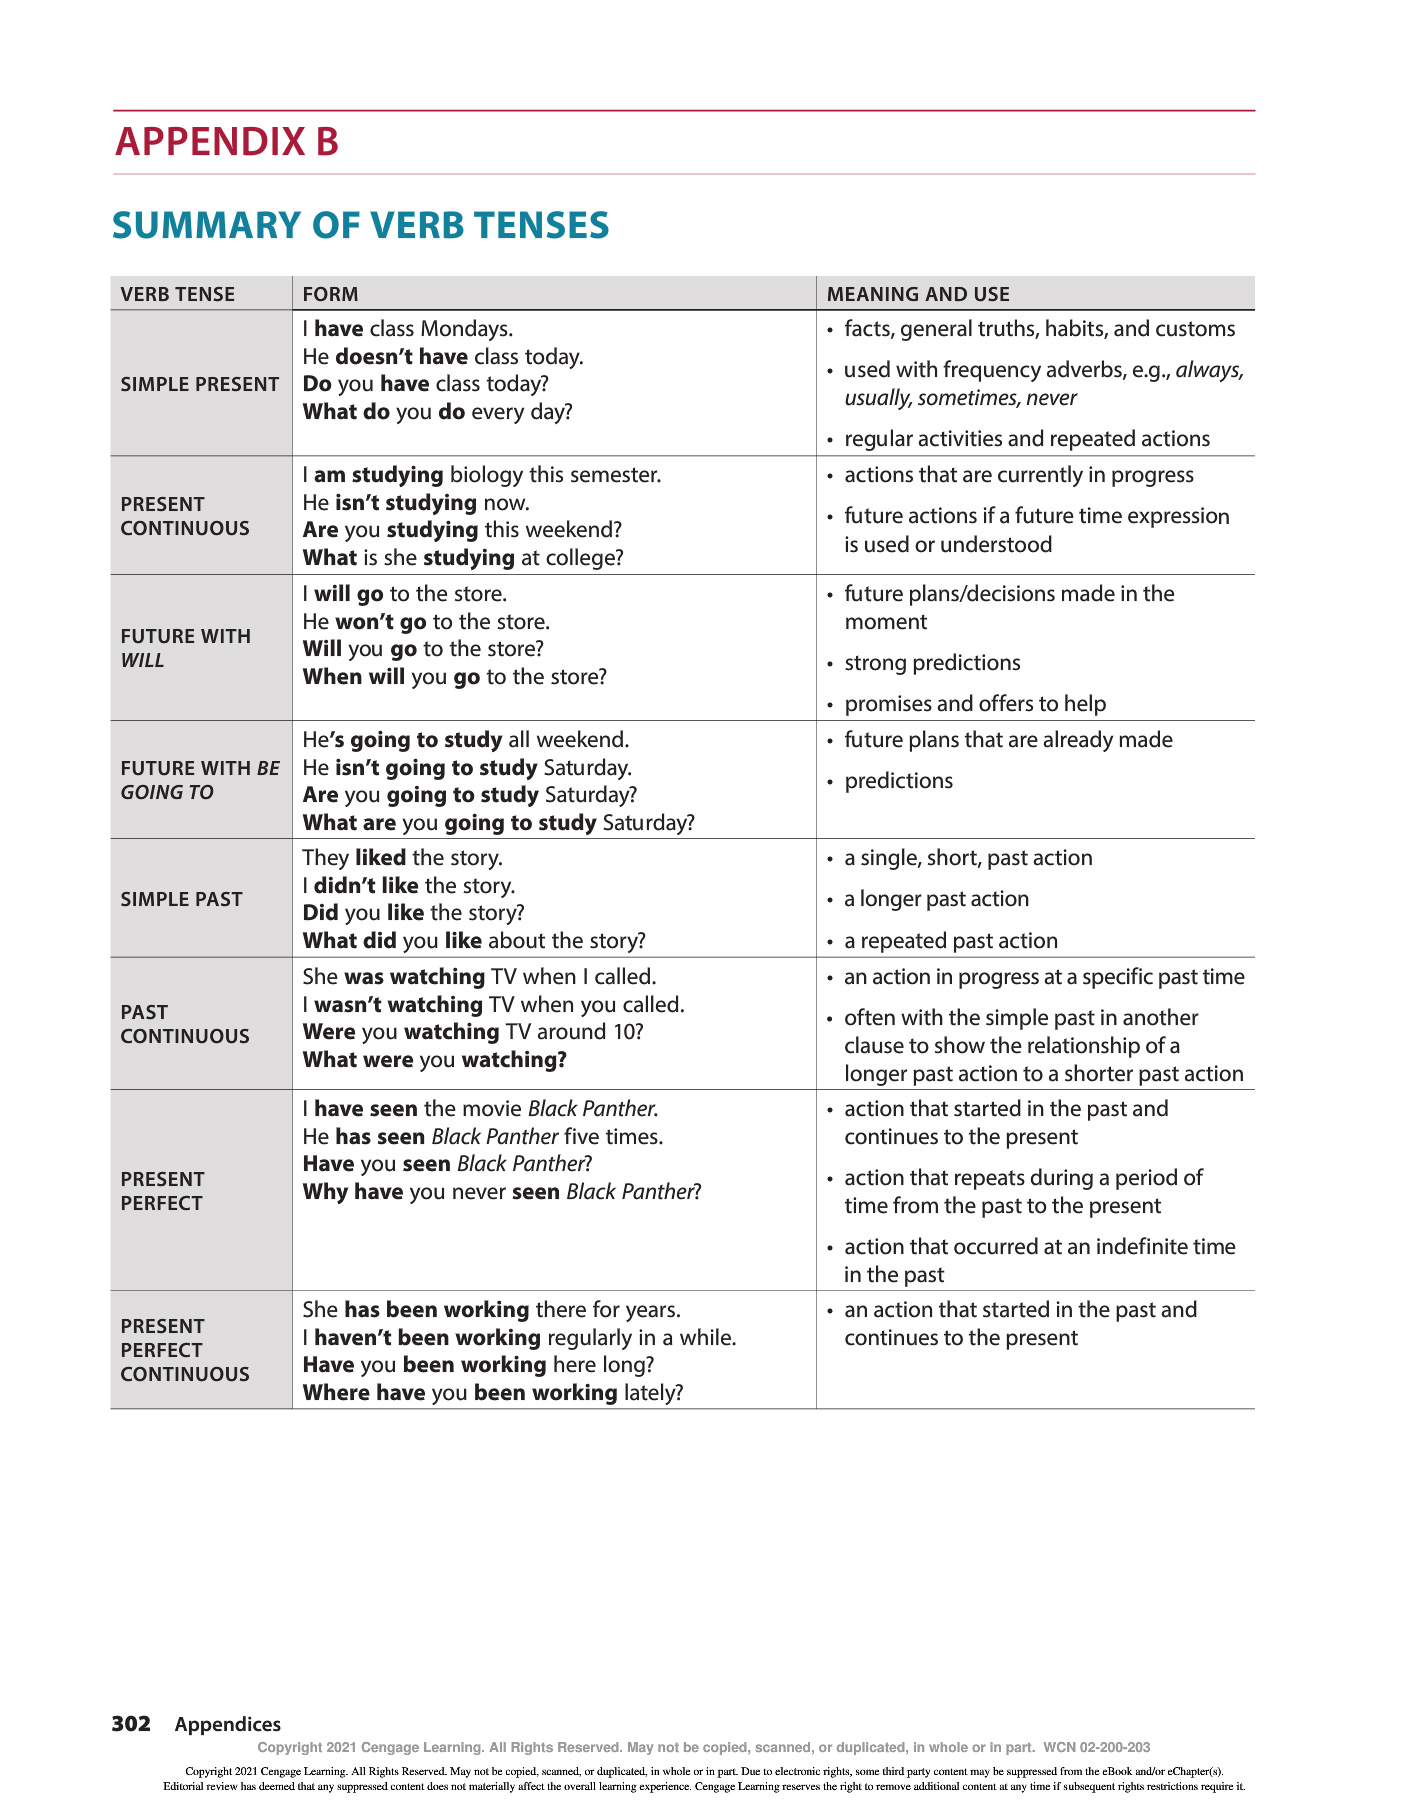 APPENDIX B
SUMMARY OF VERB TENSES
VERB TENSE
FORM
MEANING AND USE
SIMPLE PRESENT
I have class Mondays.
He doesn’t have class today.
Do you have class today?
What do you do every day?
• facts, general truths, habits, and customs
• used with frequency adverbs, e.g., always,
usually, sometimes, never
• regular activities and repeated actions
PRESENT
CONTINUOUS
I am studying biology this semester.
He isn’t studying now.
Are you studying this weekend?
What is she studying at college?
• actions that are currently in progress
• future actions if a future time expression
is used or understood
FUTURE WITH
WILL
I will go to the store.
He won’t go to the store.
Will you go to the store?
When will you go to the store?
• future plans/decisions made in the
moment
• strong predictions
• promises and offers to help
FUTURE WITH BE
GOING TO
He’s going to study all weekend.
He isn’t going to study Saturday.
Are you going to study Saturday?
What are you going to study Saturday?
• future plans that are already made
• predictions
SIMPLE PAST
They liked the story.
I didn’t like the story.
Did you like the story?
What did you like about the story?
• a single, short, past action
• a longer past action
• a repeated past action
PAST
CONTINUOUS
She was watching TV when I called.
I wasn’t watching TV when you called.
Were you watching TV around 10?
What were you watching?
• an action in progress at a specific past time
• often with the simple past in another
clause to show the relationship of a
longer past action to a shorter past action
PRESENT
PERFECT
I have seen the movie Black Panther.
He has seen Black Panther five times.
Have you seen Black Panther?
Why have you never seen Black Panther?
• action that started in the past and
continues to the present
• action that repeats during a period of
time from the past to the present
• action that occurred at an indefinite time
in the past
PRESENT
PERFECT
CONTINUOUS
She has been working there for years.
I haven’t been working regularly in a while.
Have you been working here long?
Where have you been working lately?
• an action that started in the past and
continues to the present
302 Appendices
Copyright 2021 Cengage Learning. All Rights Reserved. May not be copied, scanned, or duplicated, in whole or in part. WCN 02-200-203
Copyright 2021 Cengage Learning. All Rights Reserved. May not be copied, scanned, or duplicated, in whole or in part. Due to electronic rights, some third party content may be suppressed from the eBook and/or eChapter(s).
Editorial review has deemed that any suppressed content does not materially affect the overall learning experience. Cengage Learning reserves the right to remove additional content at any time if subsequent rights restrictions require it.